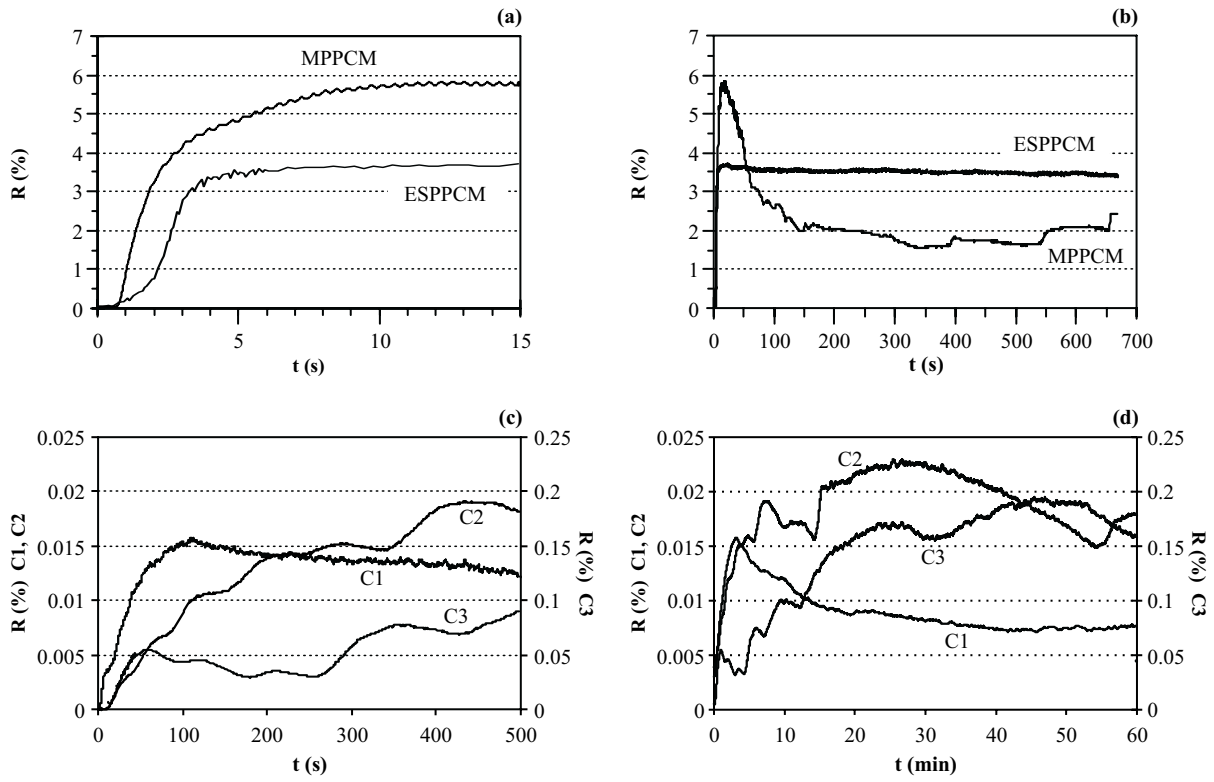 (a)
7
6
5
4
3
2
1
0
R (%)
MPPCM
ESPPCM
0 5 10 15
t (s)
(b)
7
6
5
4
3
2
1
0
R (%)
ESPPCM
MPPCM
0 100 200 300 400 500 600 700
t (s)
(c)
0.025
0.02
0.015
0.01
0.005
0
R (%) C1, C2
C2
C1
C3
0.25
0.2
0.15
0.1
0.05
0
R (%) C3
0 100 200 300 400 500
t (s)
(d)
0.025
0.02
0.015
0.01
0.005
0
R (%) C1, C2
C2
C3
C1
0.25
0.2
0.15
0.1
0.05
0
R (%) C3
0 10 20 30 40 50 60
t (min)